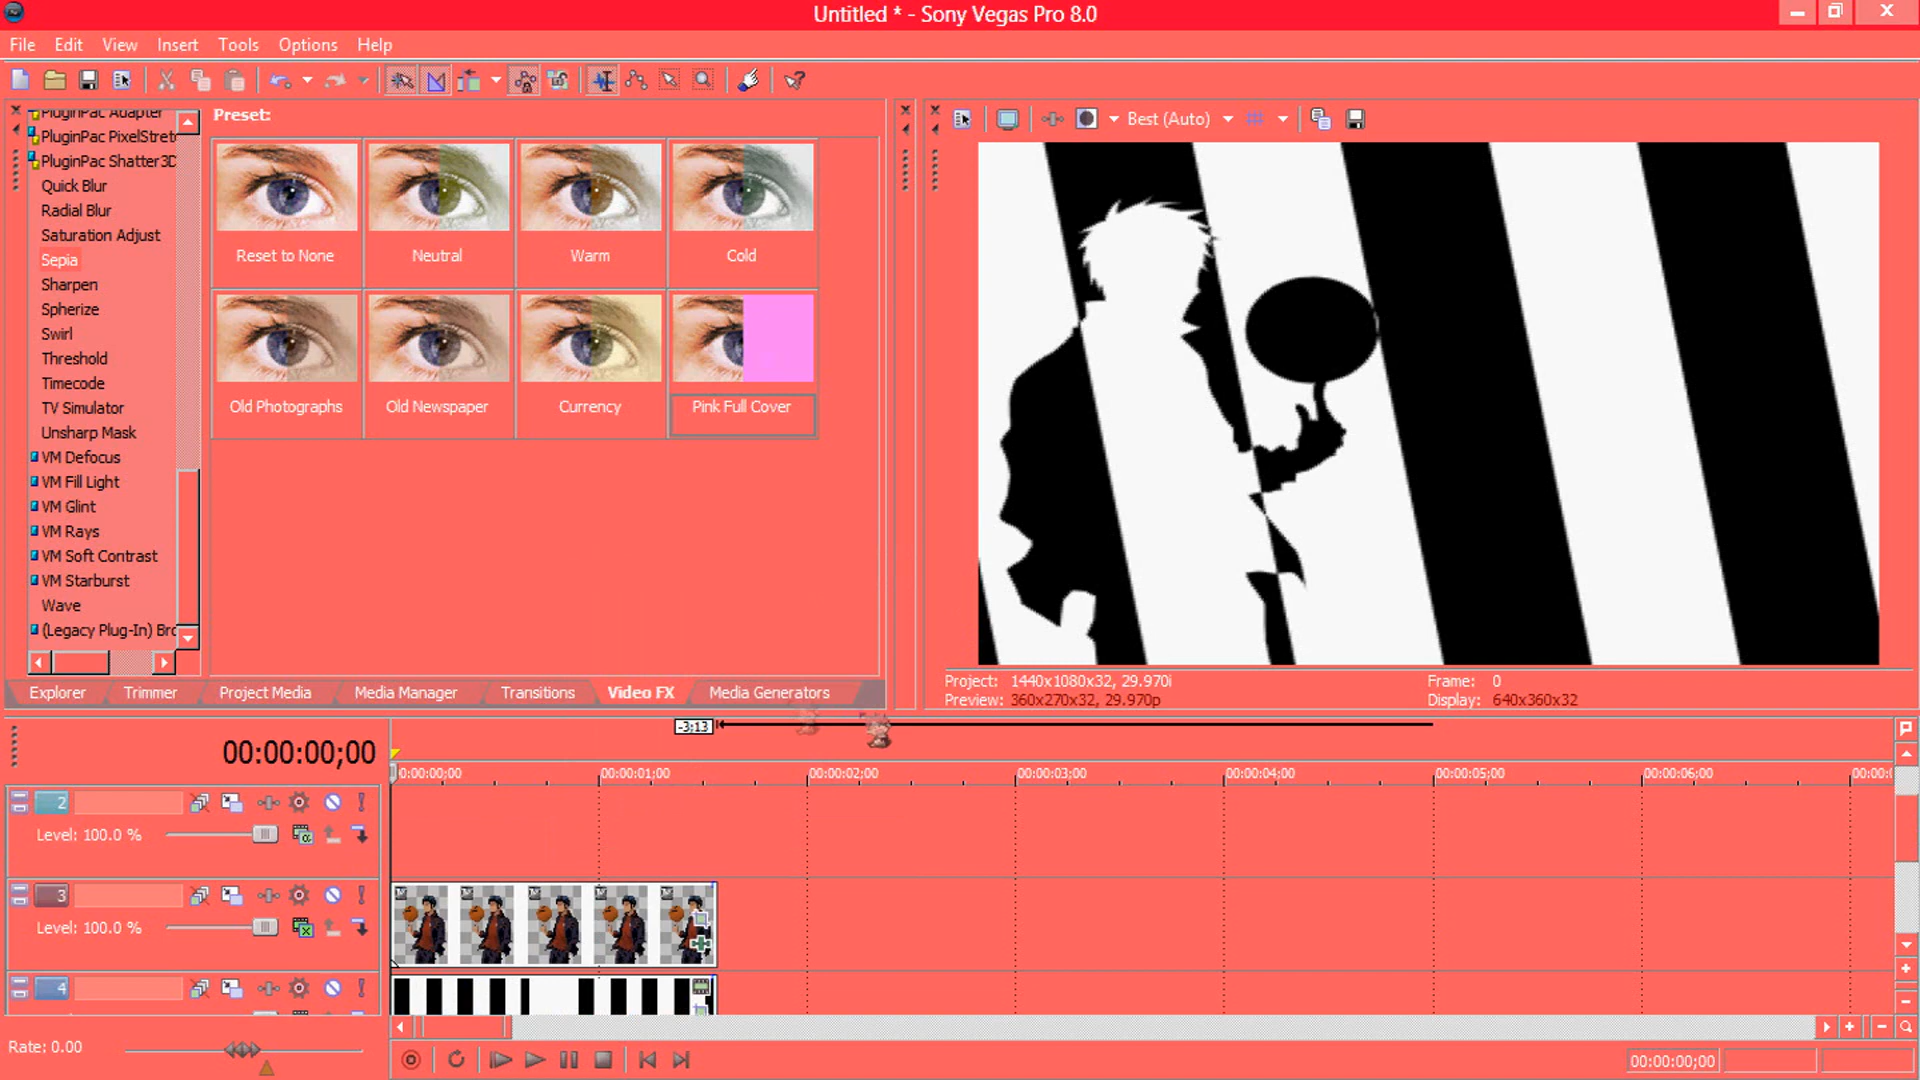 Untitled * - Sony Vegas Pro 8.0
File Edit View Insert Tools Options Help
Preset:
Best (Auto)
PluginPac Adapter
PluginPac PixelStret
PluginPac Shatter3D
Quick Blur
Radial Blur
Saturation Adjust
Sepia
Sharpen
Spherize
Swirl
Threshold
Timecode
TV Simulator
Unsharp Mask
VM Defocus
VM Fill Light
VM Glint
VM Rays
VM Soft Contrast
VM Starburst
Wave
(Legacy Plug-In) Bro
Reset to None Neutral Warm Cold
Old Photographs Old Newspaper Currency Pink Full Cover
Explorer Trimmer Project Media Media Manager Transitions Video FX Media Generators
Project: 1440x1080x32, 29.970i Frame: 0
Preview: 360x270x32, 29.970p Display: 640x360x32
-3;13
00:00:00;00
0:00:00;00 00:00:01;00 00:00:02;00 00:00:03;00 00:00:04;00 00:00:05;00 00:00:06;00 00:00:0
2
Level: 100.0 %
3
Level: 100.0 %
4
Rate: 0.00
00:00:00;00